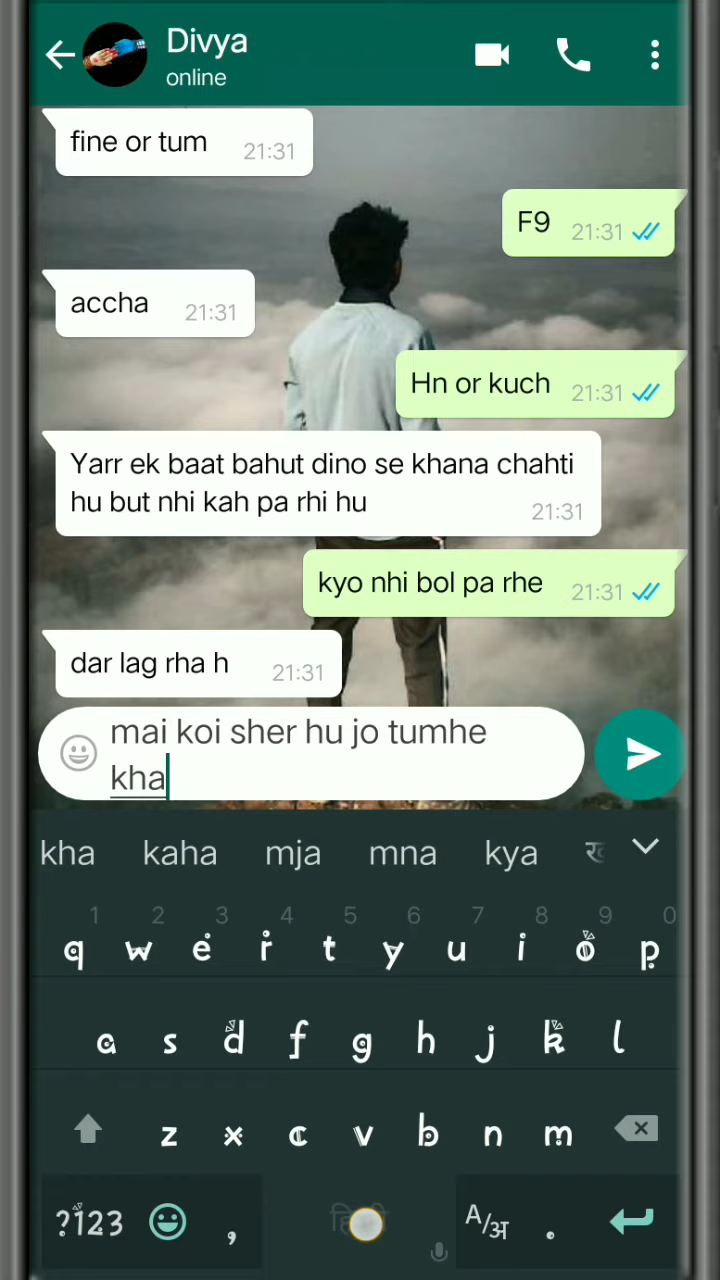 Divya
online
fine or tum 21:31
F9 21:31
accha 21:31
Hn or kuch 21:31
Yarr ek baat bahut dino se khana chahti
hu but nhi kah pa rhi hu 21:31
kyo nhi bol pa rhe 21:31
dar lag rha h 21:31
mai koi sher hu jo tumhe
kha
kha kaha mja mna kya
1 2 3 4 5 6 7 8 9 0
q w e r t y u i o p
a s d f g h j k l
z x c v b n m
?123 , A/अ .